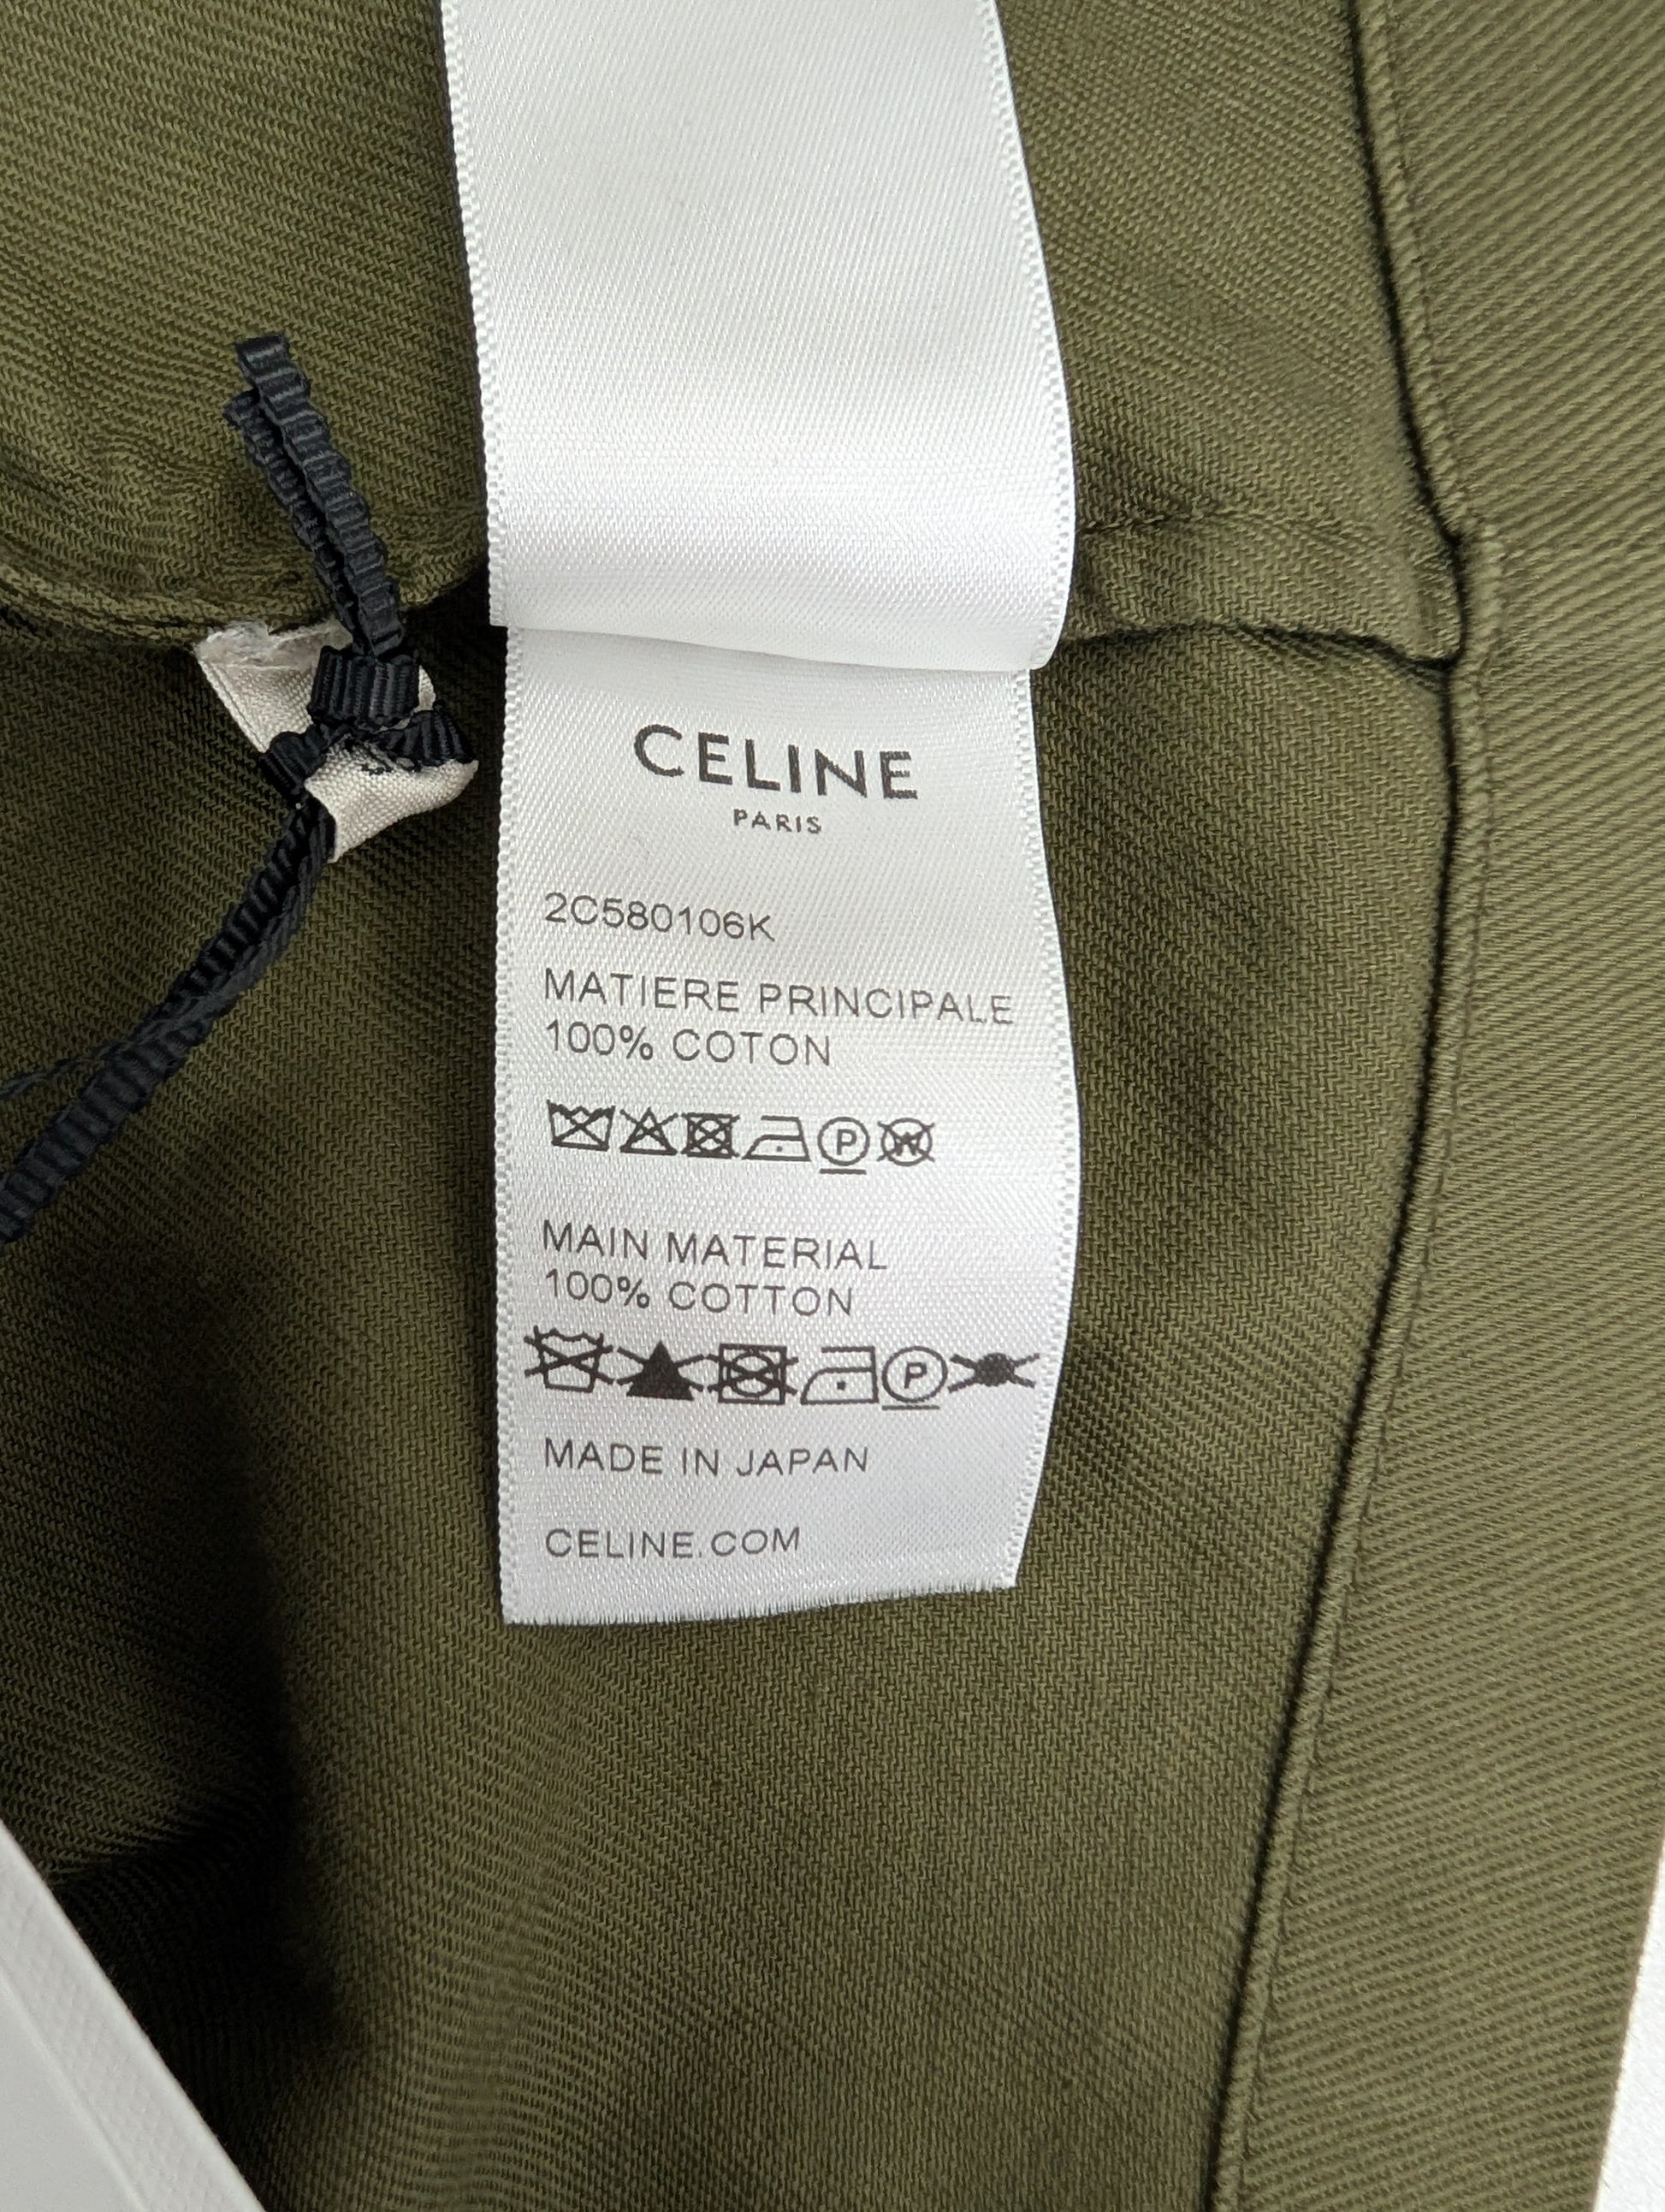 CELINE
PARIS
2C580106K
MATIERE PRINCIPALE
100% COTON
P W
MAIN MATERIAL
100% COTTON
P
MADE IN JAPAN
CELINE.COM